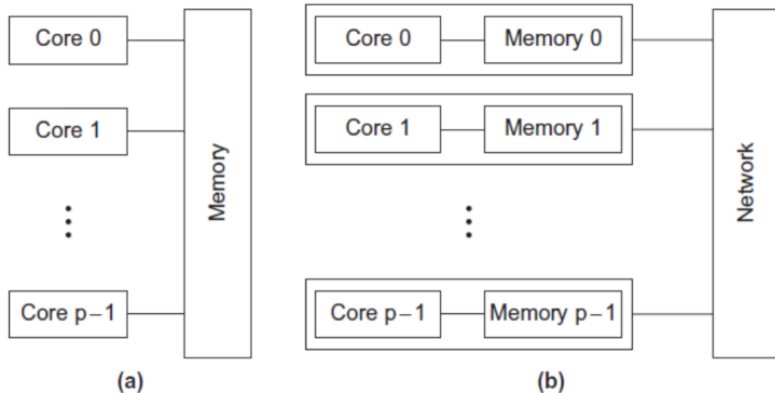 Core 0
Core 1
Core p−1
Memory
(a)
Core 0 Memory 0
Core 1 Memory 1
Core p−1 Memory p−1
Network
(b)